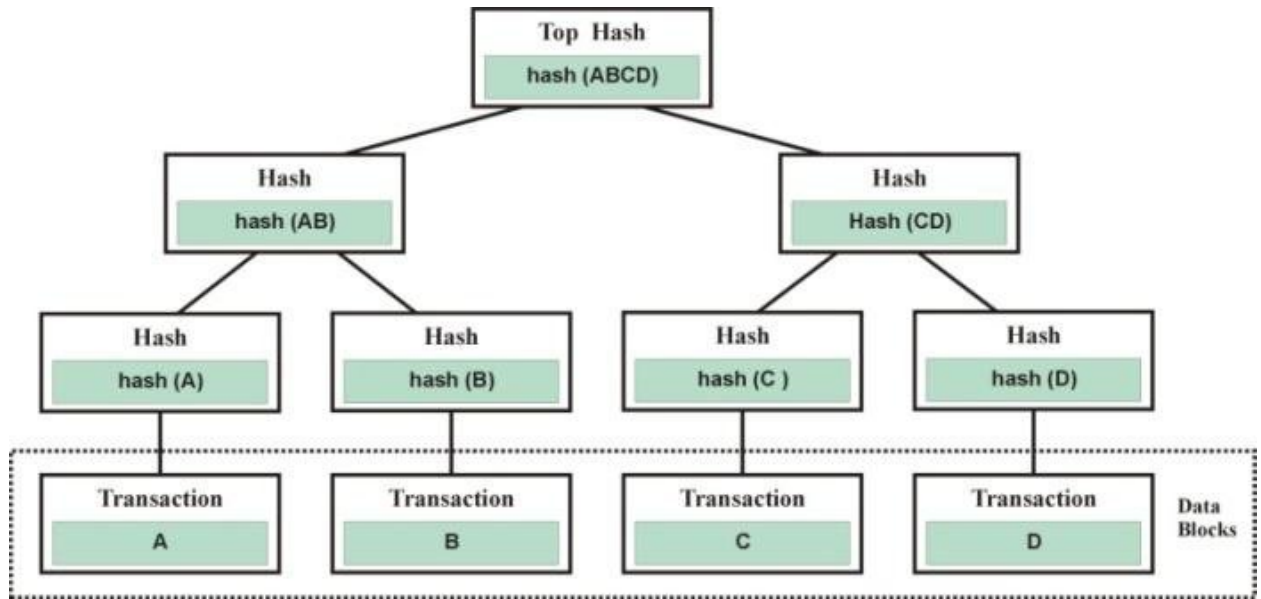 Top Hash
hash (ABCD)
Hash
hash (AB)
Hash
Hash (CD)
Hash
hash (A)
Hash
hash (B)
Hash
hash (C )
Hash
hash (D)
Transaction
A
Transaction
B
Transaction
C
Transaction
D
Data
Blocks